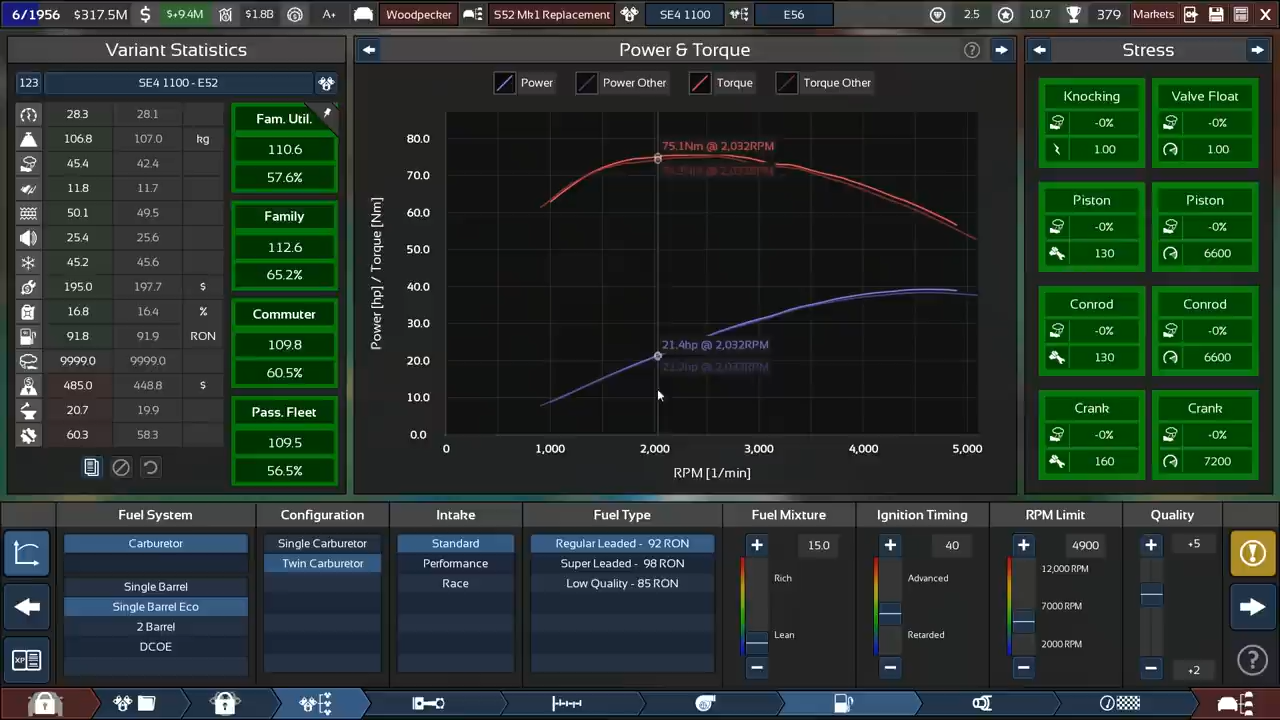 6/1956 $317.5M $+9.4M $1.8B A+ Woodpecker S52 Mk1 Replacement SE4 1100 E56 2.5 10.7 379 Markets
Variant Statistics
123 SE4 1100 - E52
28.3 28.1
106.8 107.0 kg
45.4 42.4
11.8 11.7
50.1 49.5
25.4 25.6
45.2 45.6
195.0 197.7 $
16.8 16.4 %
91.8 91.9 RON
9999.0 9999.0
485.0 448.8 $
20.7 19.9
60.3 58.3
Fam. Util.
110.6
57.6%
Family
112.6
65.2%
Commuter
109.8
60.5%
Pass. Fleet
109.5
56.5%
Power & Torque
Power Power Other Torque Torque Other
Power [hp] / Torque [Nm]
80.0
70.0
60.0
50.0
40.0
30.0
20.0
10.0
0.0
75.1Nm @ 2,032RPM
21.4hp @ 2,032RPM
0 1,000 2,000 3,000 4,000 5,000
RPM [1/min]
Stress
Knocking
-0%
1.00
Valve Float
-0%
1.00
Piston
-0%
130
Piston
-0%
6600
Conrod
-0%
130
Conrod
-0%
6600
Crank
-0%
160
Crank
-0%
7200
Fuel System
Carburetor
Single Barrel
Single Barrel Eco
2 Barrel
DCOE
Configuration
Single Carburetor
Twin Carburetor
Intake
Standard
Performance
Race
Fuel Type
Regular Leaded - 92 RON
Super Leaded - 98 RON
Low Quality - 85 RON
Fuel Mixture
15.0
Rich
Lean
Ignition Timing
40
Advanced
Retarded
RPM Limit
4900
12,000 RPM
7000 RPM
2000 RPM
Quality
+5
+2
XP